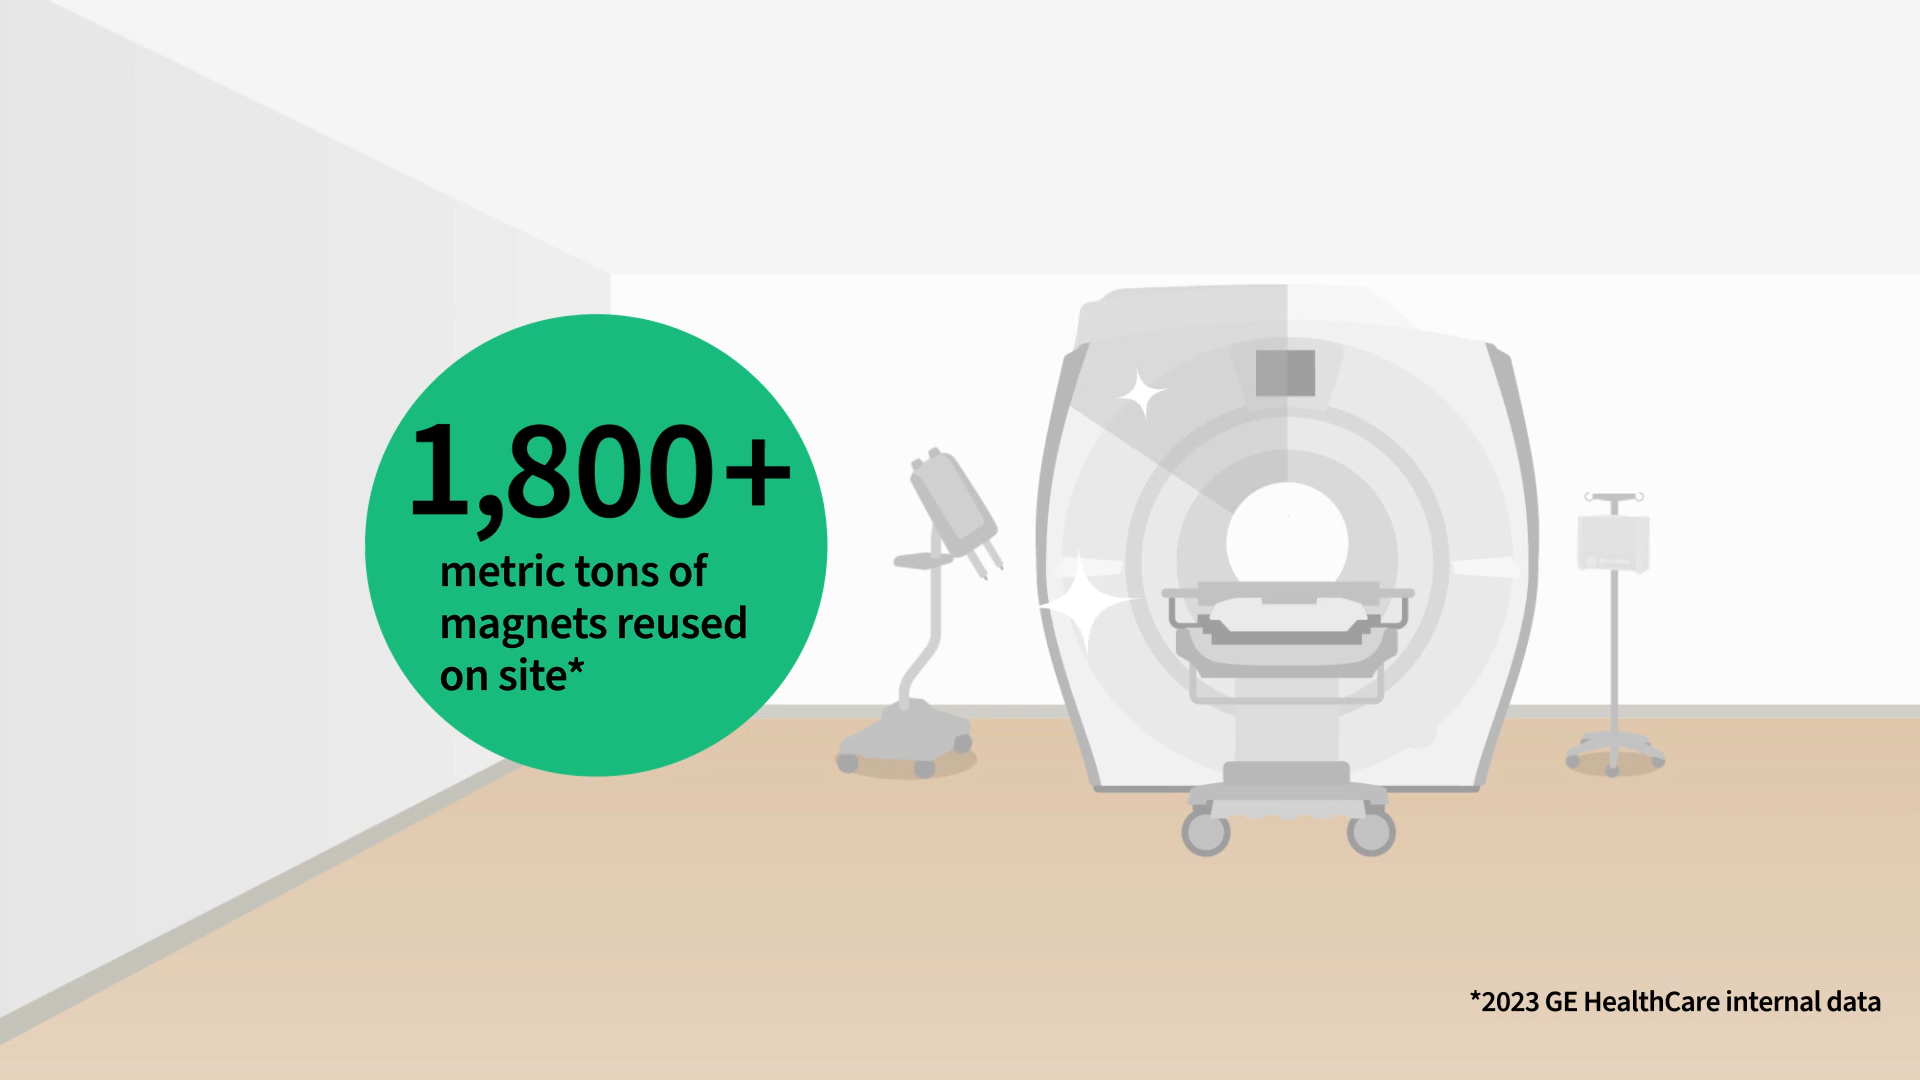 1,800+
metric tons of
magnets reused
on site*
*2023 GE HealthCare internal data